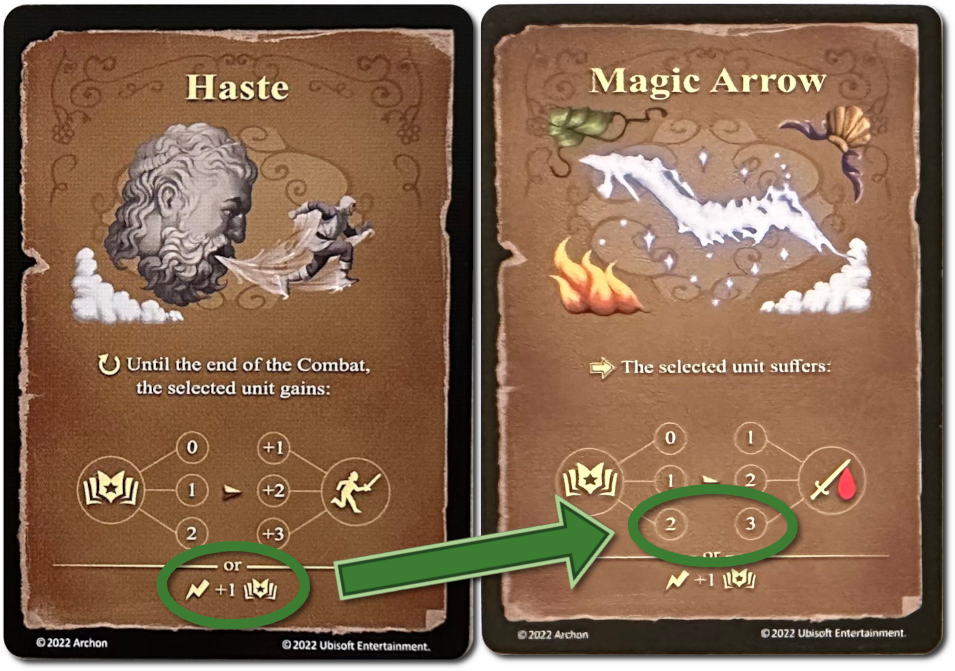 Haste
Until the end of the Combat,
the selected unit gains:
0 +1
1 +2
2 +3
or
+1
© 2022 Archon © 2022 Ubisoft Entertainment.
Magic Arrow
The selected unit suffers:
0 1
1 2
2 3
or
+1
© 2022 Archon © 2022 Ubisoft Entertainment.